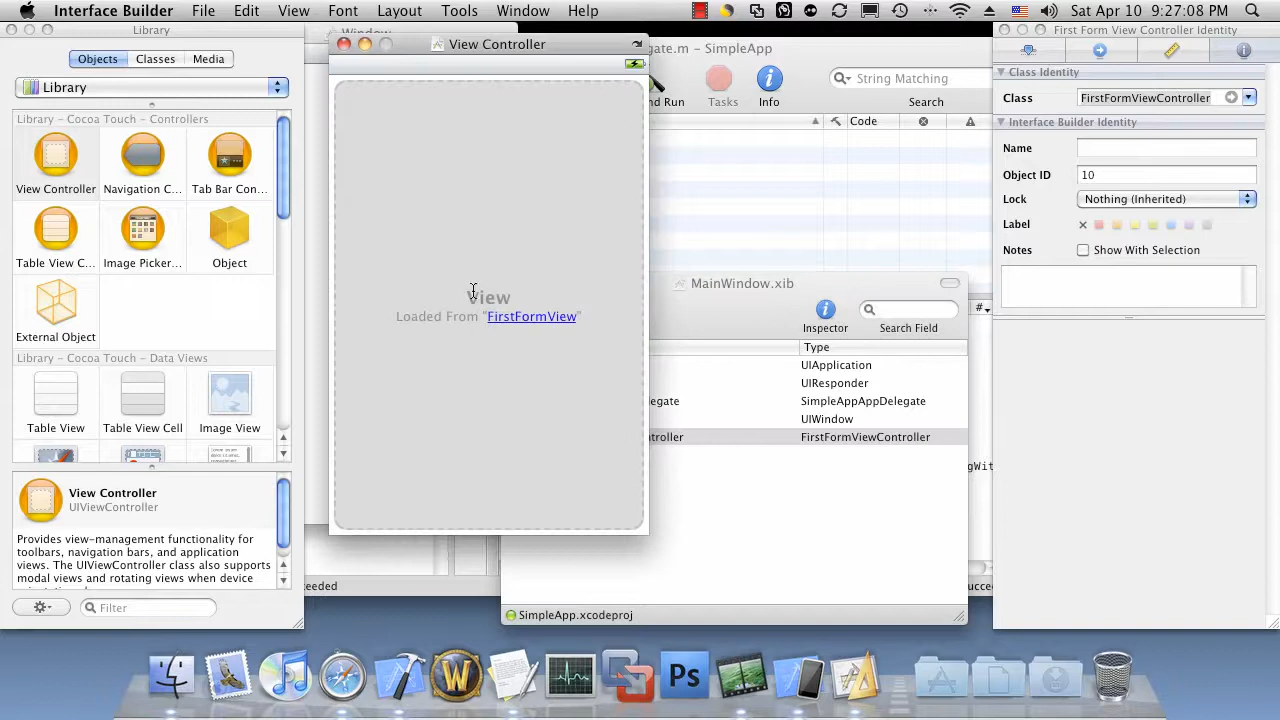 Interface Builder File Edit View Font Layout Tools Window Help Sat Apr 10 9:27:08 PM
Library
Objects Classes Media
Library
Library – Cocoa Touch – Controllers
View Controller Navigation C... Tab Bar Con...
Table View C... Image Picker... Object
External Object
Library – Cocoa Touch – Data Views
Table View Table View Cell Image View
View Controller
UIViewController
Provides view-management functionality for
toolbars, navigation bars, and application
views. The UIViewController class also supports
modal views and rotating views when device
Filter
Window
View Controller
View
Loaded From "FirstFormView"
egate.m – SimpleApp
String Matching
nd Run Tasks Info Search
Code
MainWindow.xib
Inspector Search Field
Type
UIApplication
UIResponder
elegate SimpleAppAppDelegate
UIWindow
ntroller FirstFormViewController
SimpleApp.xcodeproj
#
gWit
eeded
ucce
First Form View Controller Identity
Class Identity
Class FirstFormViewController
Interface Builder Identity
Name
Object ID 10
Lock Nothing (Inherited)
Label
Notes Show With Selection
W Ps